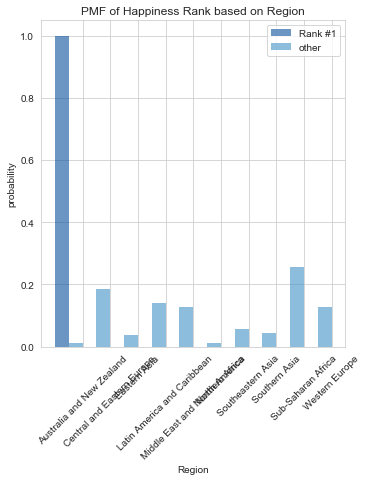 PMF of Happiness Rank based on Region
Rank #1
other
1.0
0.8
0.6
0.4
0.2
0.0
probability
Australia and New Zealand
Central and Eastern Europe
Eastern Asia
Latin America and Caribbean
Middle East and Northern Africa
North America
Southeastern Asia
Southern Asia
Sub-Saharan Africa
Western Europe
Region